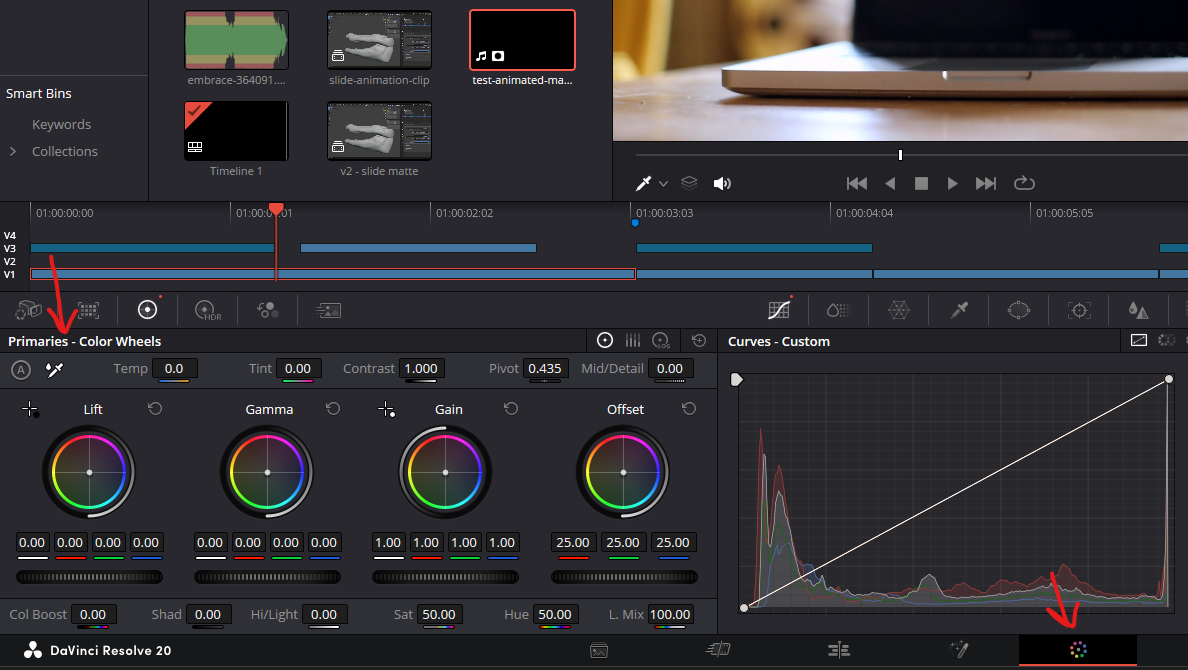 embrace-364091....
slide-animation-clip
test-animated-ma...
Smart Bins
Keywords
Collections
Timeline 1
v2 - slide matte
01:00:00:00
01:00:02:02
01:00:03:03
01:00:04:04
01:00:05:05
V4
V3
V2
V1
HDR
Primaries - Color Wheels
LOG
Curves - Custom
A
Temp 0.0 Tint 0.00 Contrast 1.000 Pivot 0.435 Mid/Detail 0.00
Lift Gamma Gain Offset
0.00 0.00 0.00 0.00 0.00 0.00 0.00 0.00 1.00 1.00 1.00 1.00 25.00 25.00 25.00
Col Boost 0.00 Shad 0.00 Hi/Light 0.00 Sat 50.00 Hue 50.00 L. Mix 100.00
DaVinci Resolve 20